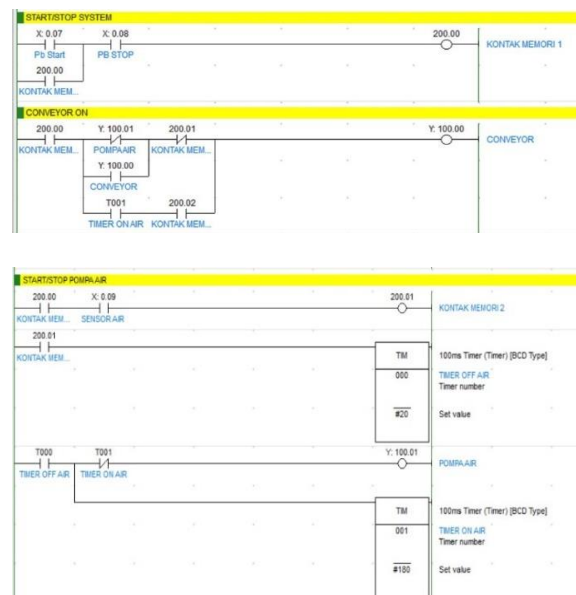 START/STOP SYSTEM
X: 0.07 X: 0.08 200.00
Pb Start PB STOP KONTAK MEMORI 1
200.00
KONTAK MEM...
CONVEYOR ON
200.00 Y: 100.01 200.01 Y: 100.00
KONTAK MEM... POMPA AIR KONTAK MEM... CONVEYOR
Y: 100.00
CONVEYOR
T001 200.02
TIMER ON AIR KONTAK MEM...
START/STOP POMPA AIR
200.00 X: 0.09 200.01
KONTAK MEM... SENSOR AIR KONTAK MEMORI 2
200.01
KONTAK MEM... TIM 100ms Timer (Timer) [BCD Type]
000 TIMER OFF AIR
Timer number
#20 Set value
T000 T001 Y: 100.01
TIMER OFF AIR TIMER ON AIR POMPA AIR
TIM 100ms Timer (Timer) [BCD Type]
001 TIMER ON AIR
Timer number
#180 Set value